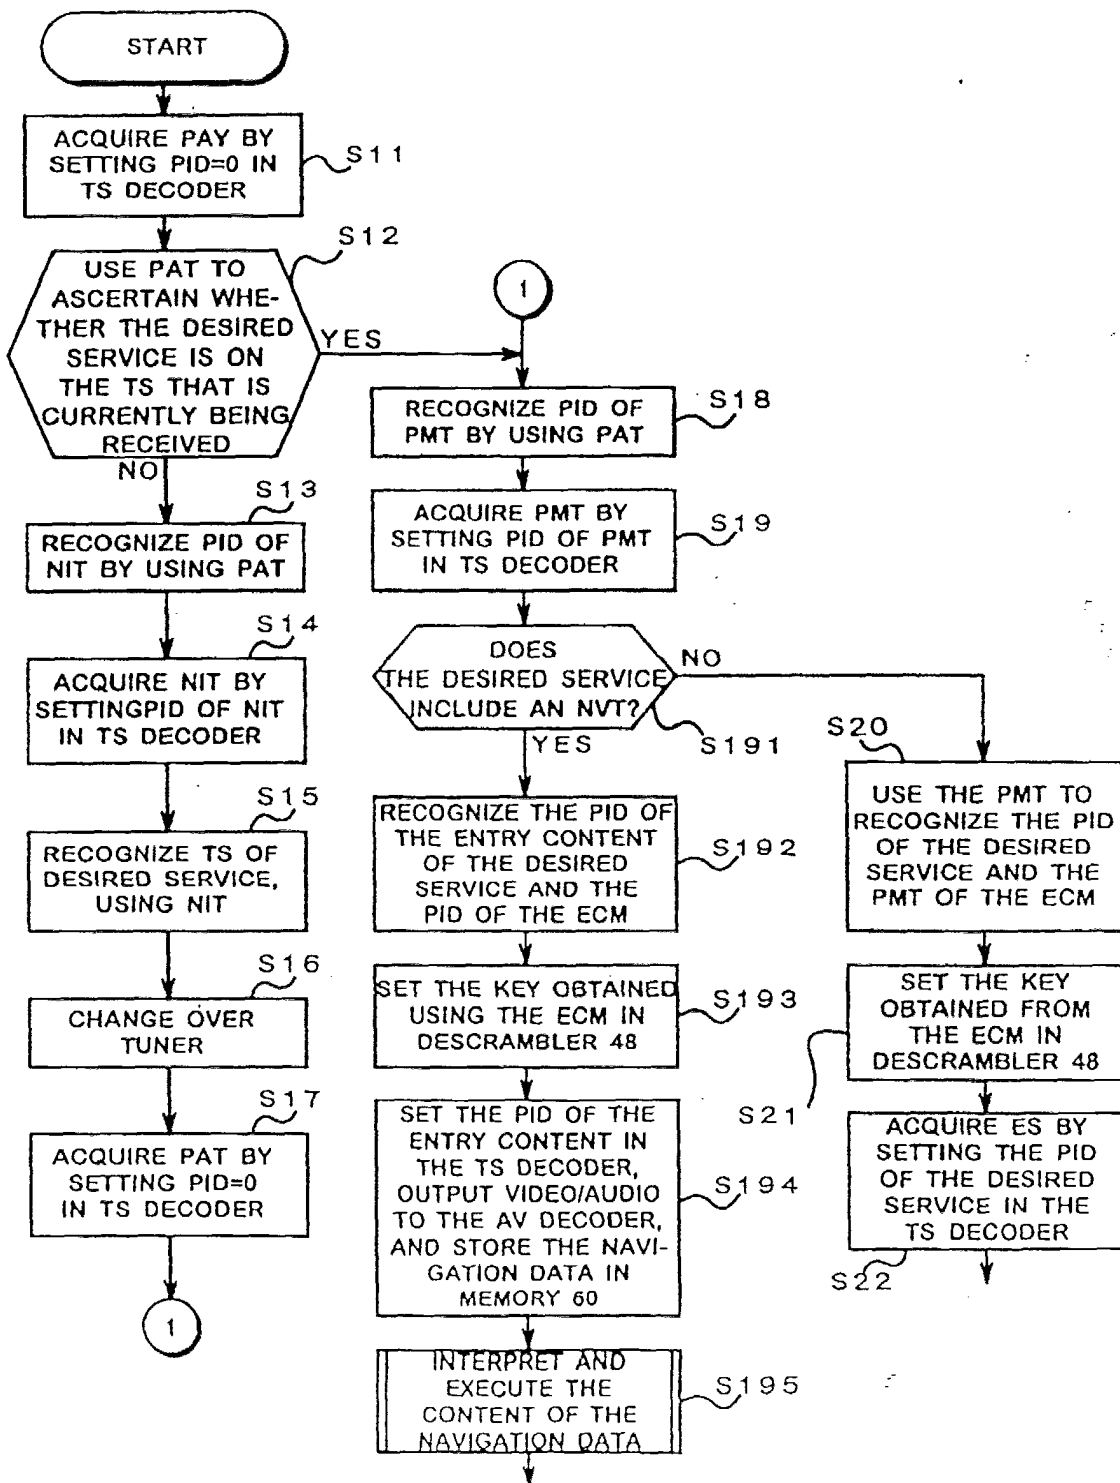 START
ACQUIRE PAY BY
SETTING PID=0 IN
TS DECODER
S11
USE PAT TO
ASCERTAIN WHE-
THER THE DESIRED
SERVICE IS ON
THE TS THAT IS
CURRENTLY BEING
RECEIVED
S12
YES
NO
RECOGNIZE PID OF
NIT BY USING PAT
S13
ACQUIRE NIT BY
SETTINGPID OF NIT
IN TS DECODER
S14
RECOGNIZE TS OF
DESIRED SERVICE,
USING NIT
S15
CHANGE OVER
TUNER
S16
ACQUIRE PAT BY
SETTING PID=0
IN TS DECODER
S17
1
1
RECOGNIZE PID OF
PMT BY USING PAT
S18
ACQUIRE PMT BY
SETTING PID OF PMT
IN TS DECODER
S19
DOES
THE DESIRED SERVICE
INCLUDE AN NVT?
S191
NO
YES
RECOGNIZE THE PID OF
THE ENTRY CONTENT
OF THE DESIRED
SERVICE AND THE
PID OF THE ECM
S192
SET THE KEY OBTAINED
USING THE ECM IN
DESCRAMBLER 48
S193
SET THE PID OF THE
ENTRY CONTENT IN
THE TS DECODER,
OUTPUT VIDEO/AUDIO
TO THE AV DECODER,
AND STORE THE NAVI-
GATION DATA IN
MEMORY 60
S194
INTERPRET AND
EXECUTE THE
CONTENT OF THE
NAVIGATION DATA
S195
S20
USE THE PMT TO
RECOGNIZE THE PID
OF THE DESIRED
SERVICE AND THE
PMT OF THE ECM
SET THE KEY
OBTAINED FROM
THE ECM IN
DESCRAMBLER 48
S21
ACQUIRE ES BY
SETTING THE PID
OF THE DESIRED
SERVICE IN THE
TS DECODER
S22